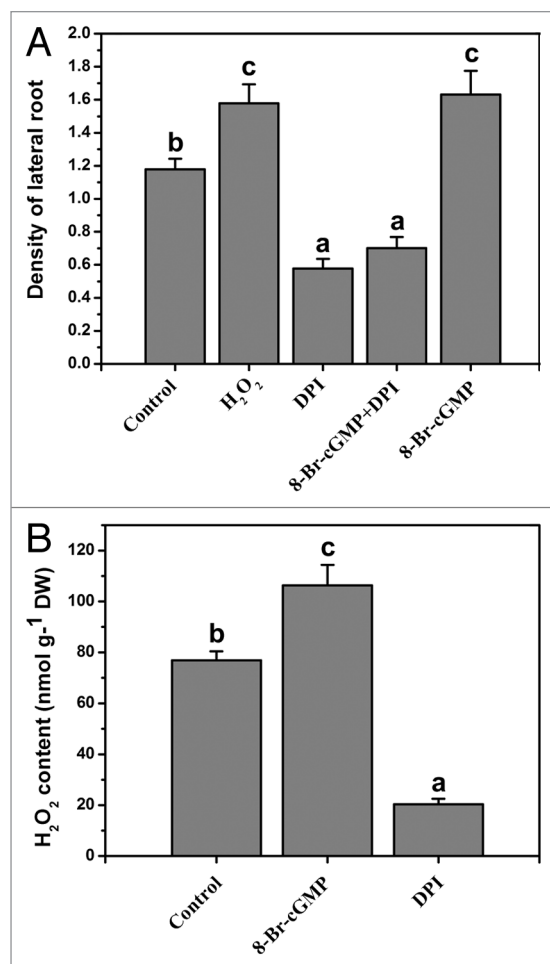 A
Density of lateral root
2.0
1.8
1.6
1.4
1.2
1.0
0.8
0.6
0.4
0.2
0.0
b
c
a
a
c
Control
H₂O₂
DPI
8-Br-cGMP+DPI
8-Br-cGMP
B
H₂O₂ content (nmol g-¹ DW)
120
100
80
60
40
20
0
b
c
a
Control
8-Br-cGMP
DPI